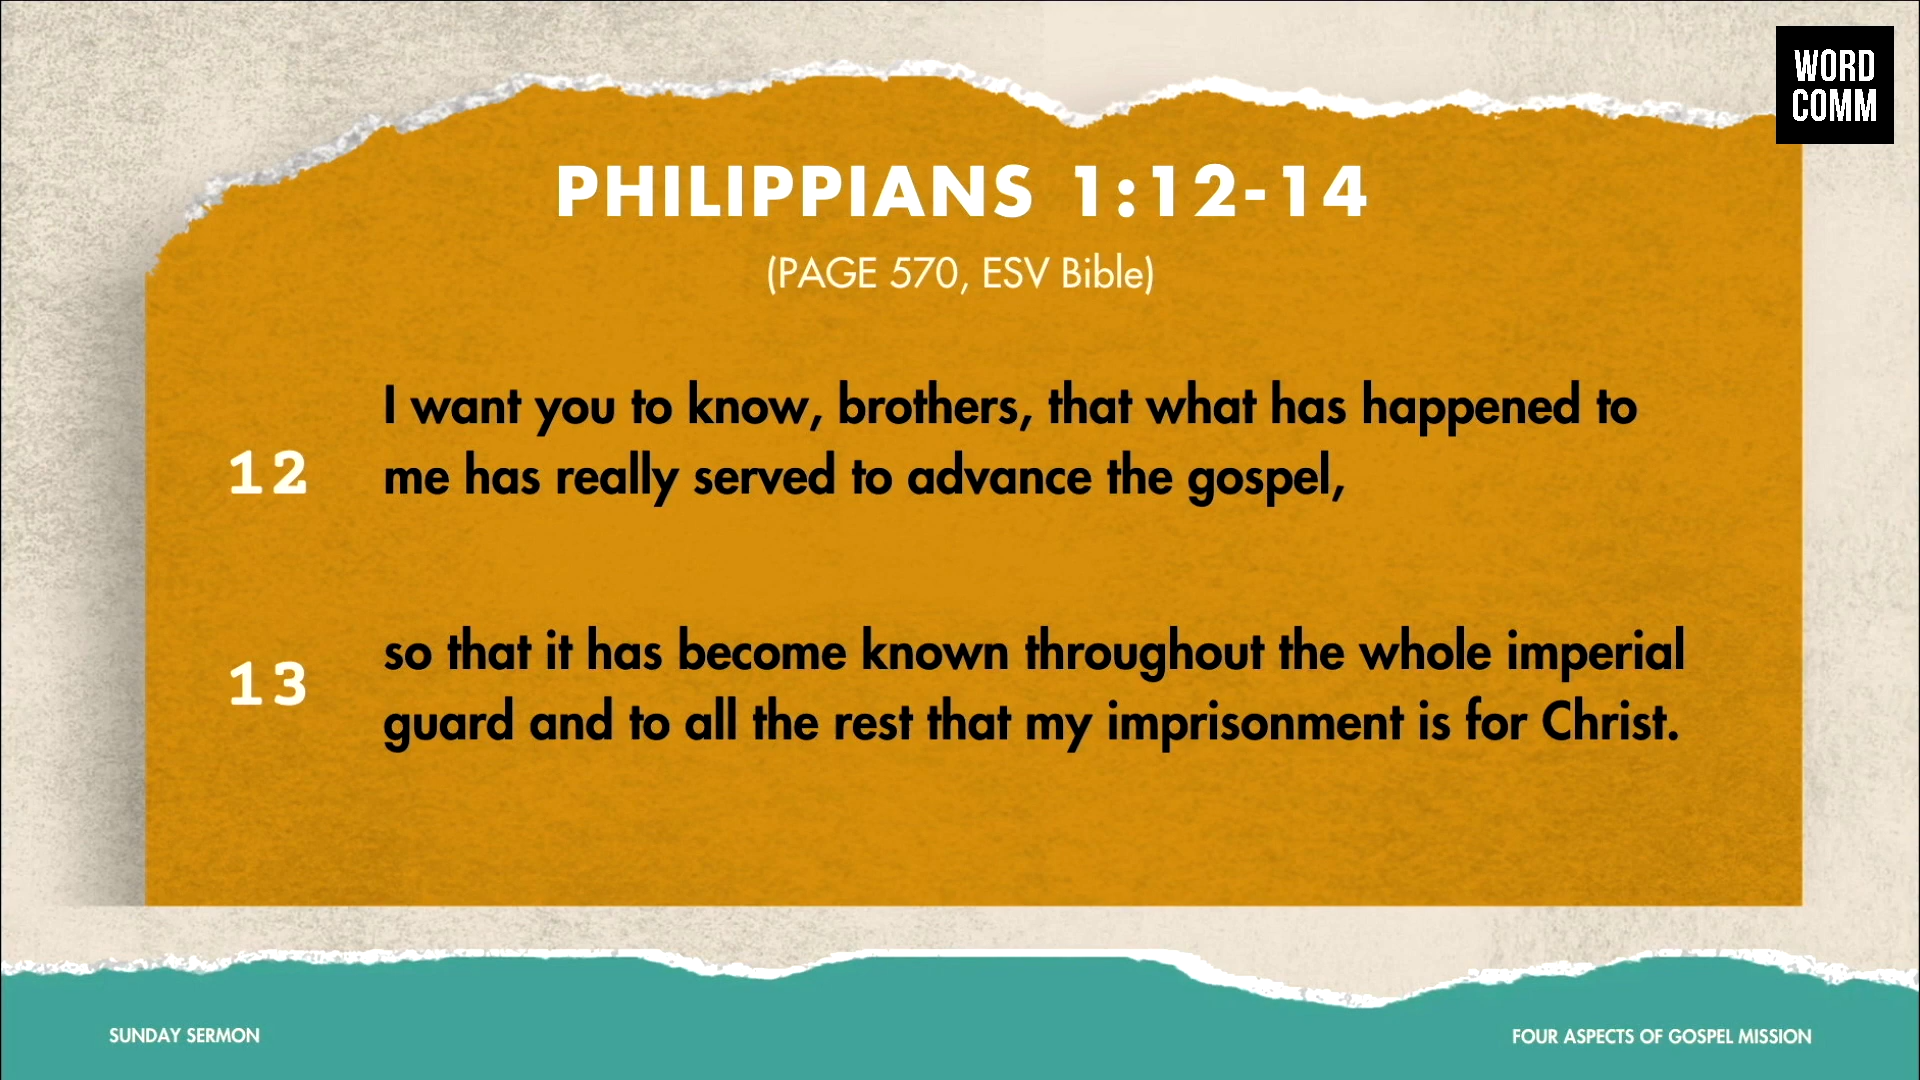 WORD
COMM
PHILIPPIANS 1:12-14
(PAGE 570, ESV Bible)
12
I want you to know, brothers, that what has happened to
me has really served to advance the gospel,
13
so that it has become known throughout the whole imperial
guard and to all the rest that my imprisonment is for Christ.
SUNDAY SERMON
FOUR ASPECTS OF GOSPEL MISSION